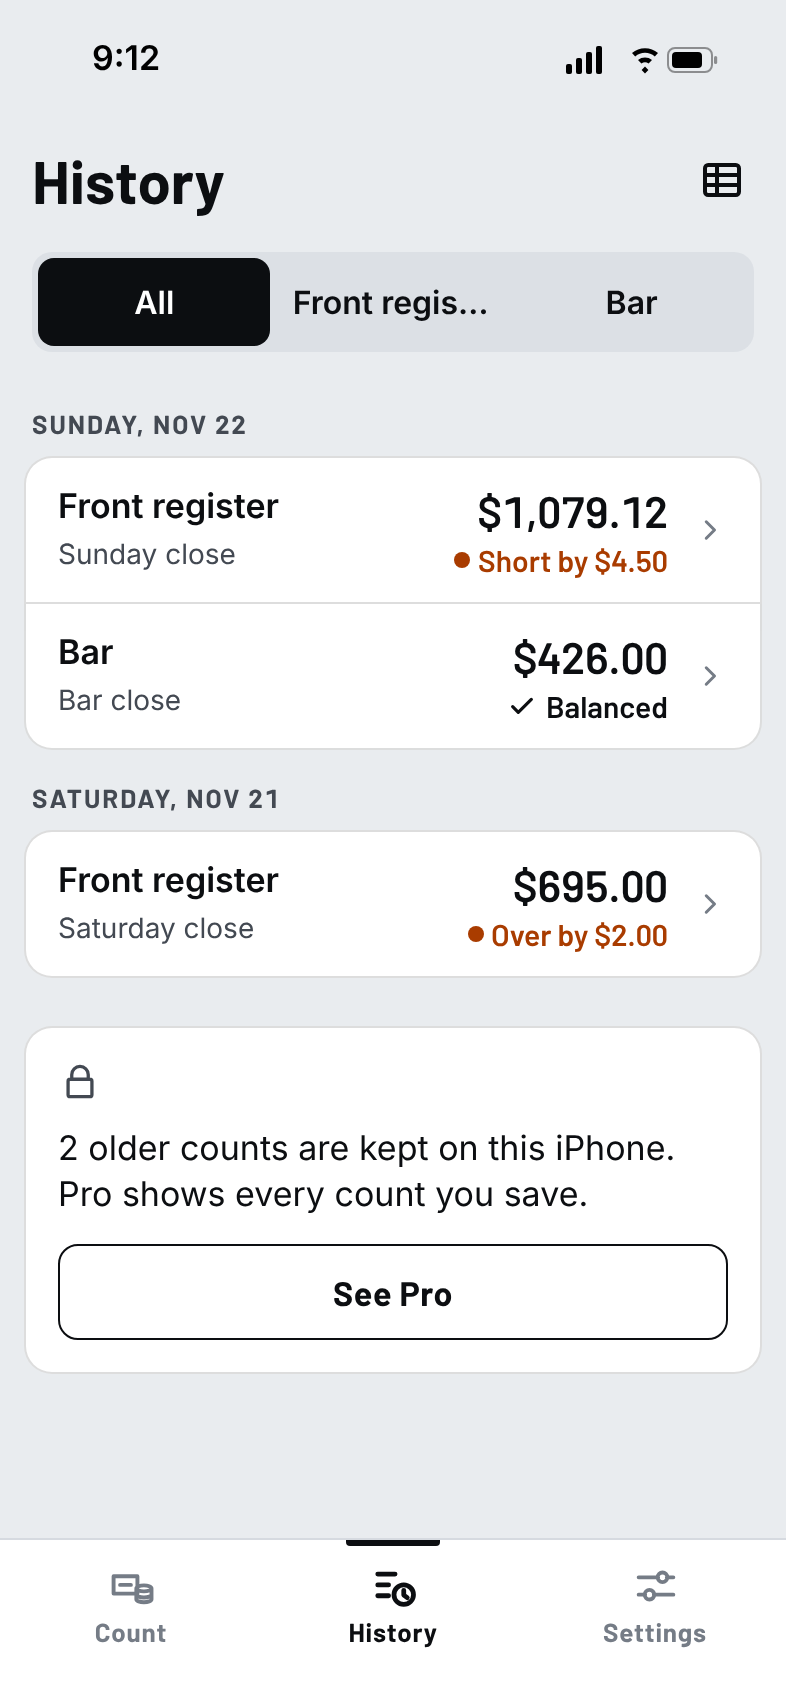 9:12
History
All
Front regis...
Bar
SUNDAY, NOV 22
Front register
$1,079.12
Sunday close
Short by $4.50
Bar
$426.00
Bar close
Balanced
SATURDAY, NOV 21
Front register
$695.00
Saturday close
Over by $2.00
2 older counts are kept on this iPhone.
Pro shows every count you save.
See Pro
Count
History
Settings